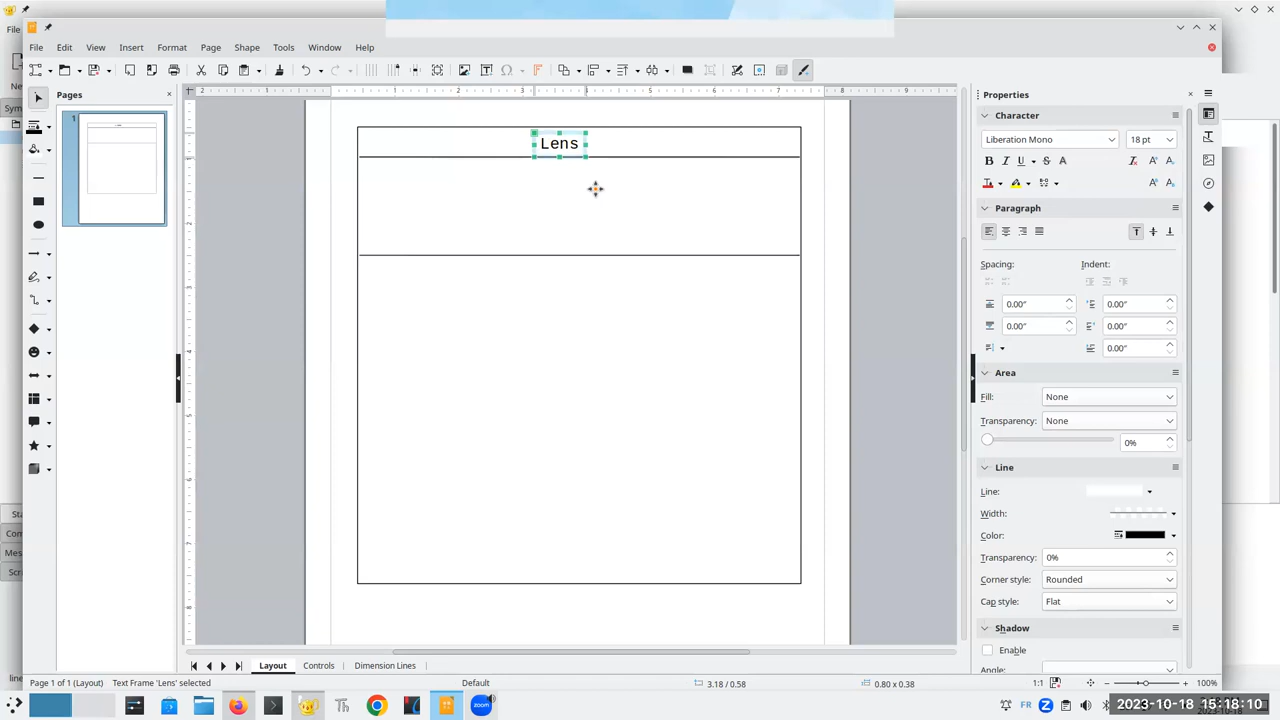 File
File Edit View Insert Format Page Shape Tools Window Help
Pages
1
Lens
Properties
Character
Liberation Mono 18 pt
Paragraph
Spacing: Indent:
0.00" 0.00"
0.00" 0.00"
0.00"
Area
Fill: None
Transparency: None
0%
Line
Line:
Width:
Color:
Transparency: 0%
Corner style: Rounded
Cap style: Flat
Shadow
Enable
Angle:
Layout Controls Dimension Lines
Page 1 of 1 (Layout) Text Frame 'Lens' selected Default 3.18 / 0.58 0.80 x 0.38 1:1 100%
FR 2023-10-18 15:18:10